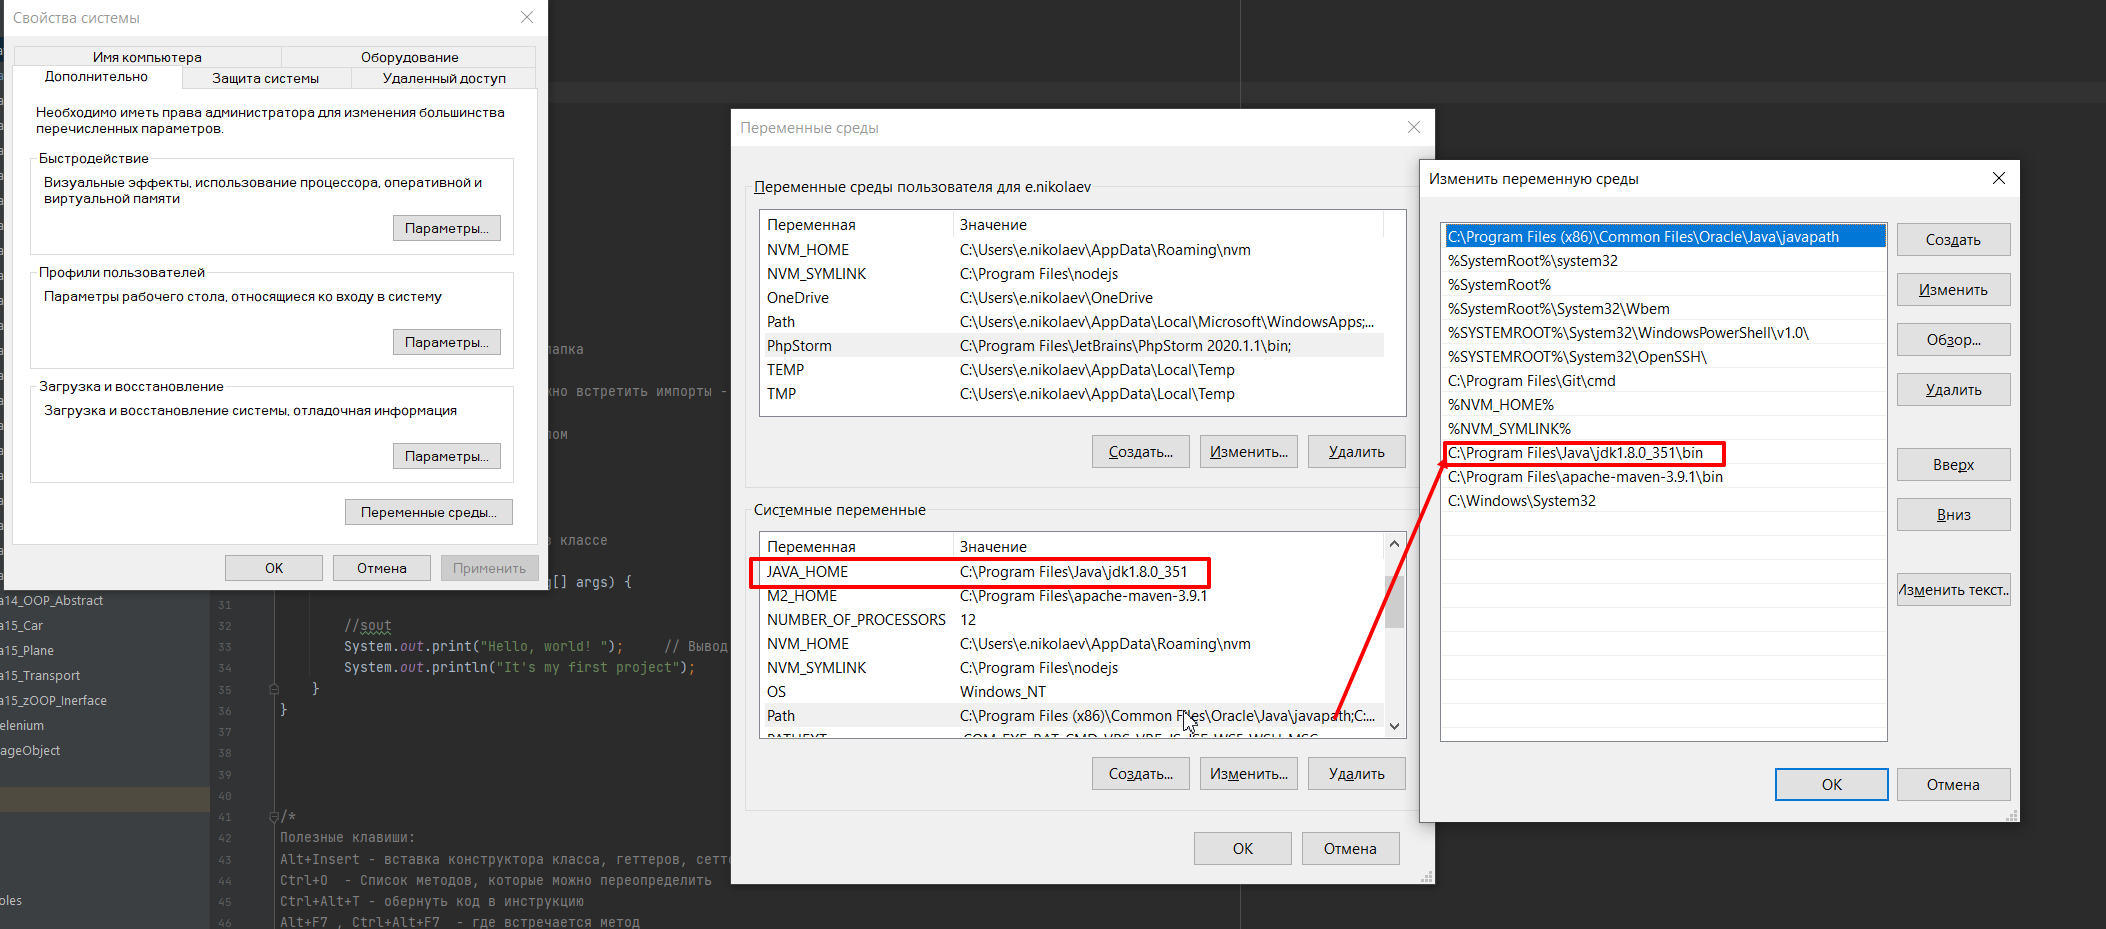 Свойства системы
Имя компьютера
Оборудование
Дополнительно
Защита системы
Удаленный доступ
Необходимо иметь права администратора для изменения большинства
перечисленных параметров.
Быстродействие
Визуальные эффекты, использование процессора, оперативной и
виртуальной памяти
Параметры...
Профили пользователей
Параметры рабочего стола, относящиеся ко входу в систему
Параметры...
Загрузка и восстановление
Загрузка и восстановление системы, отладочная информация
Параметры...
Переменные среды...
ОК
Отмена
Применить
Переменные среды
Переменные среды пользователя для e.nikolaev
Переменная Значение
NVM_HOME C:\Users\e.nikolaev\AppData\Roaming\nvm
NVM_SYMLINK C:\Program Files\nodejs
OneDrive C:\Users\e.nikolaev\OneDrive
Path C:\Users\e.nikolaev\AppData\Local\Microsoft\WindowsApps;...
PhpStorm C:\Program Files\JetBrains\PhpStorm 2020.1.1\bin;
TEMP C:\Users\e.nikolaev\AppData\Local\Temp
TMP C:\Users\e.nikolaev\AppData\Local\Temp
Создать...
Изменить...
Удалить
Системные переменные
Переменная Значение
JAVA_HOME C:\Program Files\Java\jdk1.8.0_351
M2_HOME C:\Program Files\apache-maven-3.9.1
NUMBER_OF_PROCESSORS 12
NVM_HOME C:\Users\e.nikolaev\AppData\Roaming\nvm
NVM_SYMLINK C:\Program Files\nodejs
OS Windows_NT
Path C:\Program Files (x86)\Common Files\Oracle\Java\javapath;C:...
Создать...
Изменить...
Удалить
ОК
Отмена
Изменить переменную среды
C:\Program Files (x86)\Common Files\Oracle\Java\javapath
%SystemRoot%\system32
%SystemRoot%
%SystemRoot%\System32\Wbem
%SYSTEMROOT%\System32\WindowsPowerShell\v1.0\
%SYSTEMROOT%\System32\OpenSSH\
C:\Program Files\Git\cmd
%NVM_HOME%
%NVM_SYMLINK%
C:\Program Files\Java\jdk1.8.0_351\bin
C:\Program Files\apache-maven-3.9.1\bin
C:\Windows\System32
Создать
Изменить
Обзор...
Удалить
Вверх
Вниз
Изменить текст..
ОК
Отмена
встретить импорты -
в классе
[] args) {
a14_OOP_Abstract
a15_Car
a15_Plane
a15_Transport
a15_zOOP_Inerface
elenium
ageObject
oles
31
32 //sout
33 System.out.print("Hello, world! "); // Вывод
34 System.out.println("It's my first project");
35 }
36 }
37
38
39
40
41 /*
42 Полезные клавиши:
43 Alt+Insert - вставка конструктора класса, геттеров, сетт
44 Ctrl+O - Список методов, которые можно переопределить
45 Ctrl+Alt+T - обернуть код в инструкцию
46 Alt+F7 , Ctrl+Alt+F7 - где встречается метод